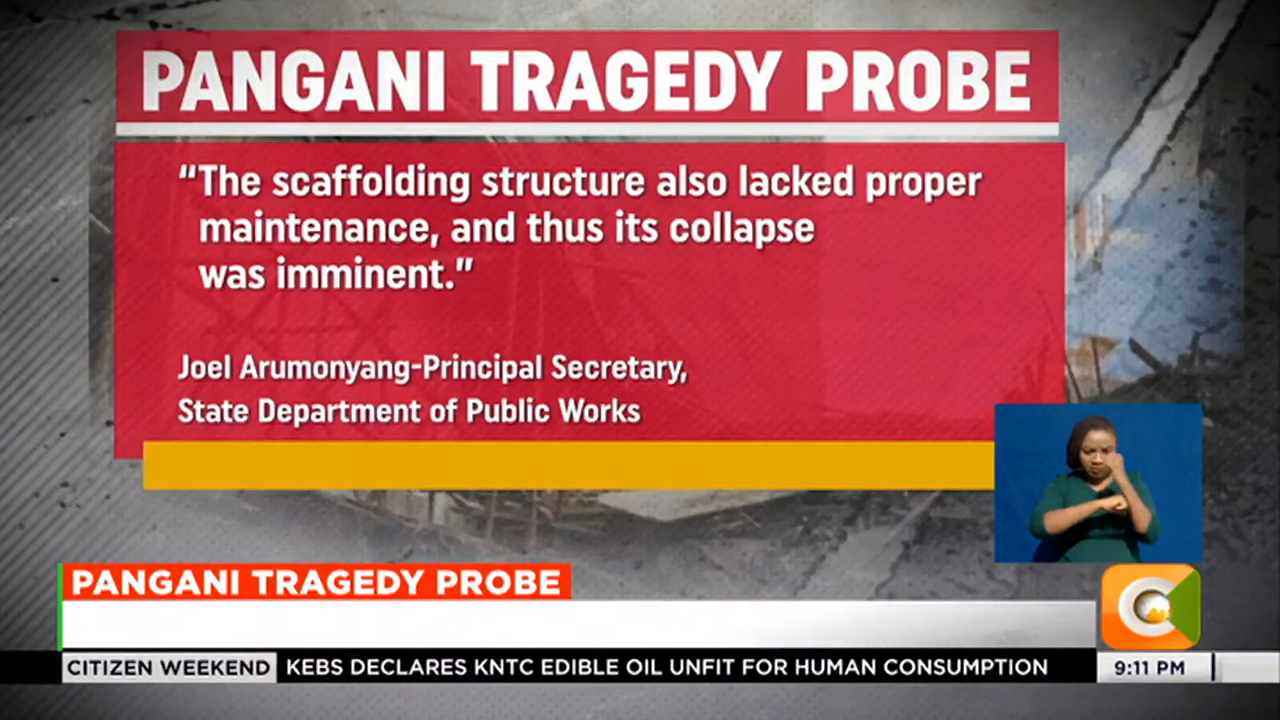 PANGANI TRAGEDY PROBE
“The scaffolding structure also lacked proper
maintenance, and thus its collapse
was imminent.”
Joel Arumonyang-Principal Secretary,
State Department of Public Works
PANGANI TRAGEDY PROBE
CITIZEN WEEKEND KEBS DECLARES KNTC EDIBLE OIL UNFIT FOR HUMAN CONSUMPTION 9:11 PM